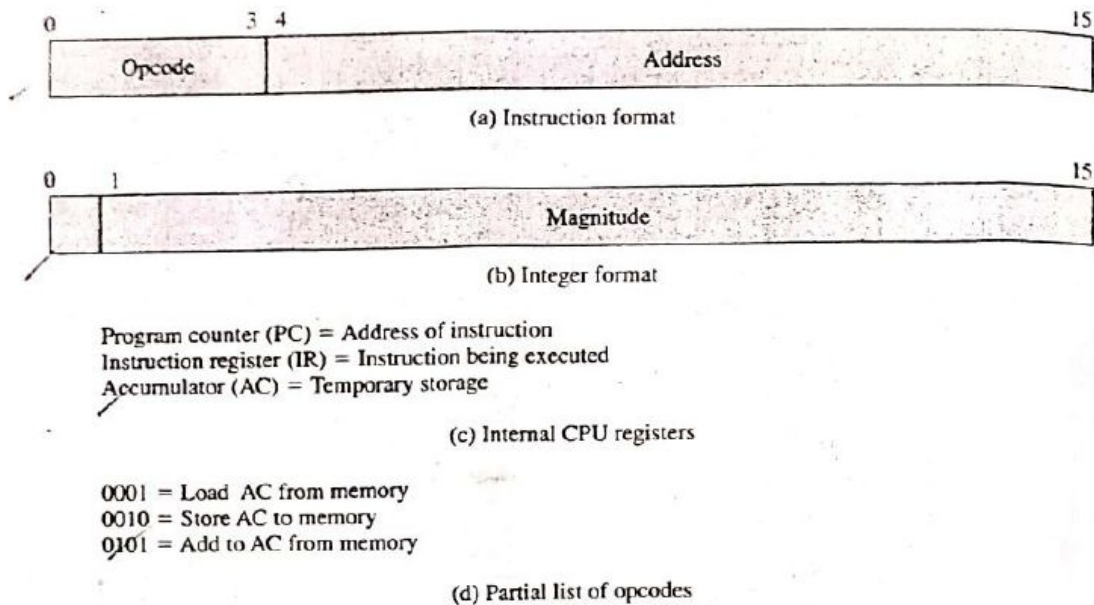 0 3 4 15
Opcode Address
(a) Instruction format
0 1 15
Magnitude
(b) Integer format
Program counter (PC) = Address of instruction
Instruction register (IR) = Instruction being executed
Accumulator (AC) = Temporary storage
(c) Internal CPU registers
0001 = Load AC from memory
0010 = Store AC to memory
0101 = Add to AC from memory
(d) Partial list of opcodes